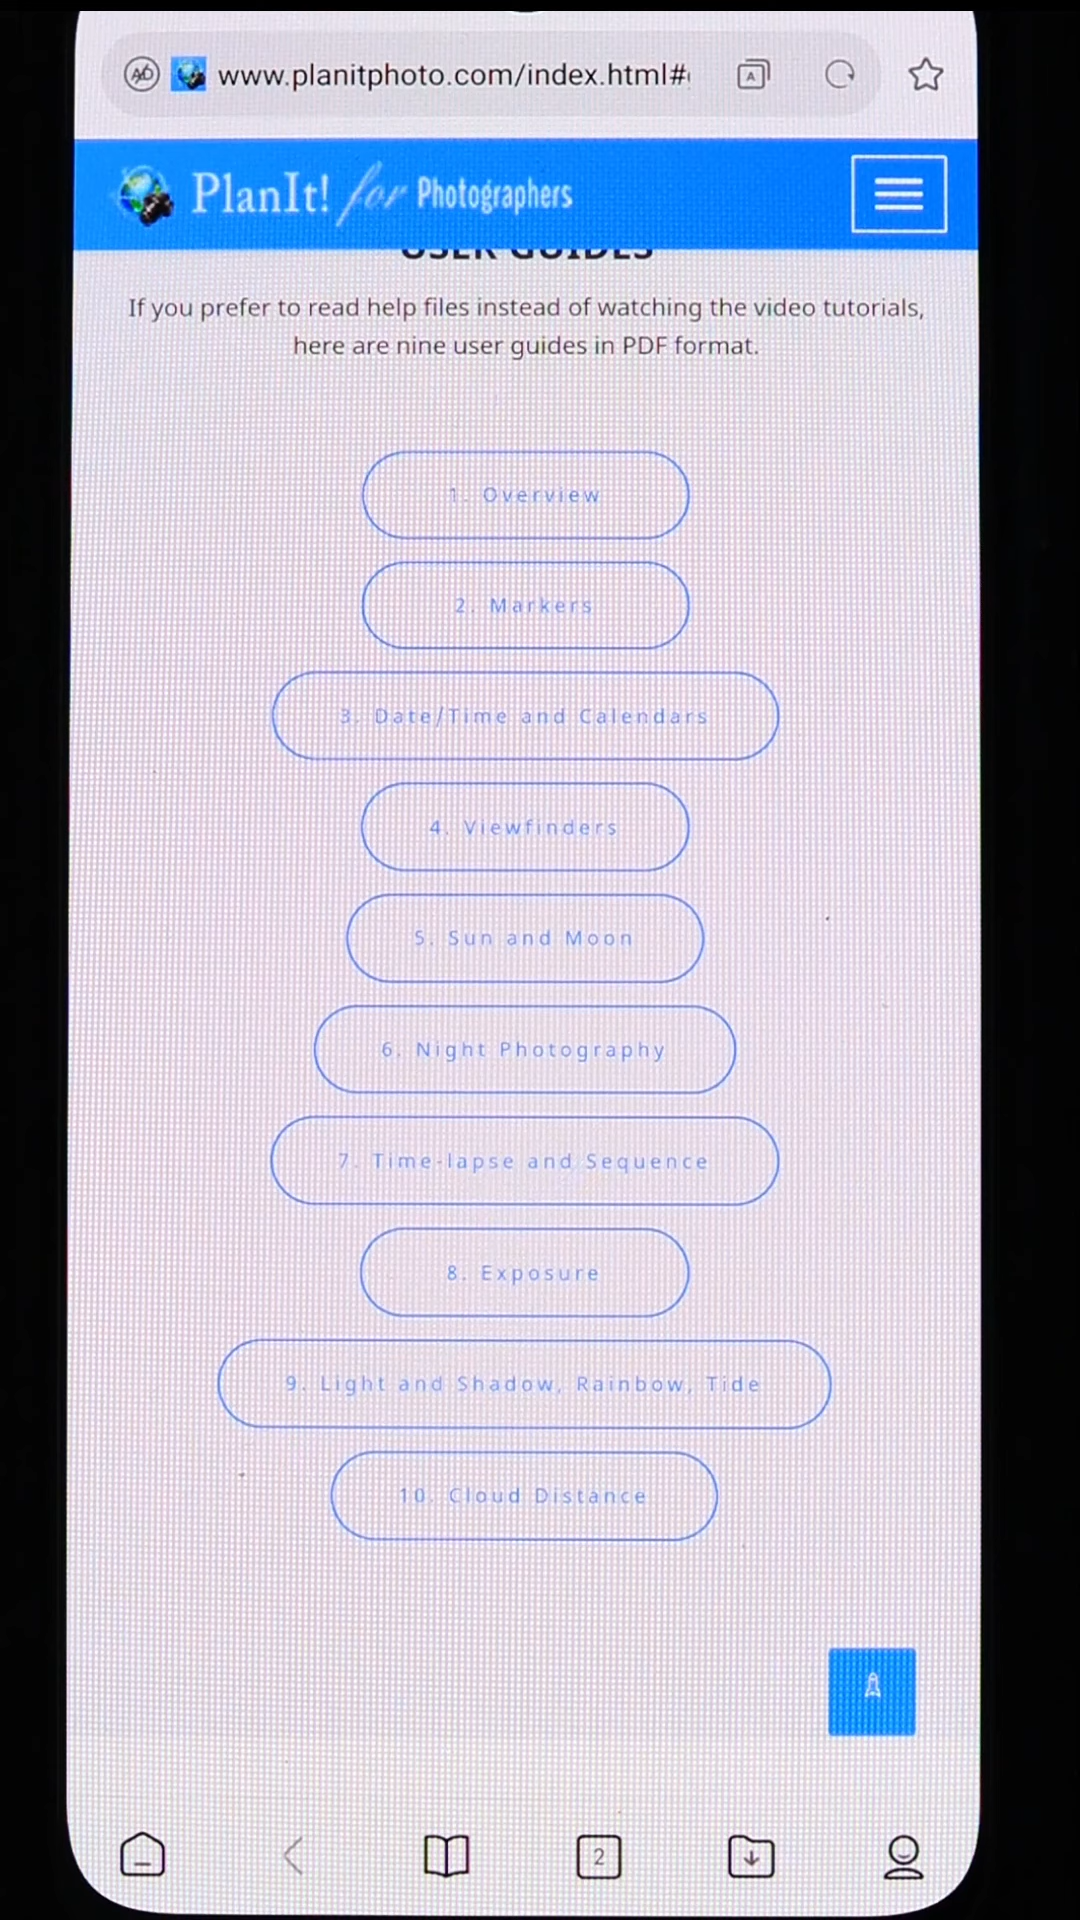 www.planitphoto.com/index.html#
PlanIt! for Photographers
USER GUIDES
If you prefer to read help files instead of watching the video tutorials,
here are nine user guides in PDF format.
1. Overview
2. Markers
3. Date/Time and Calendars
4. Viewfinders
5. Sun and Moon
6. Night Photography
7. Time-lapse and Sequence
8. Exposure
9. Light and Shadow, Rainbow, Tide
10. Cloud Distance
2